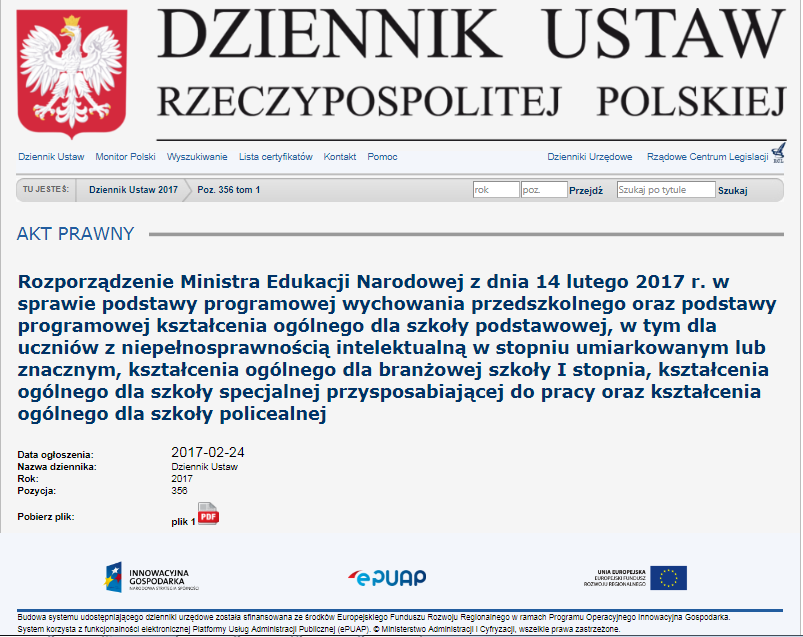 DZIENNIK USTAW
RZECZYPOSPOLITEJ POLSKIEJ
Dziennik Ustaw Monitor Polski Wyszukiwanie Lista certyfikatów Kontakt Pomoc Dzienniki Urzędowe Rządowe Centrum Legislacji
TU JESTEŚ: Dziennik Ustaw 2017 Poz. 356 tom 1 rok poz. Przejdź Szukaj po tytule Szukaj
AKT PRAWNY
Rozporządzenie Ministra Edukacji Narodowej z dnia 14 lutego 2017 r. w
sprawie podstawy programowej wychowania przedszkolnego oraz podstawy
programowej kształcenia ogólnego dla szkoły podstawowej, w tym dla
uczniów z niepełnosprawnością intelektualną w stopniu umiarkowanym lub
znacznym, kształcenia ogólnego dla branżowej szkoły I stopnia, kształcenia
ogólnego dla szkoły specjalnej przysposabiającej do pracy oraz kształcenia
ogólnego dla szkoły policealnej
Data ogłoszenia: 2017-02-24
Nazwa dziennika: Dziennik Ustaw
Rok: 2017
Pozycja: 356
Pobierz plik: plik 1 PDF
INNOWACYJNA
GOSPODARKA
NARODOWA STRATEGIA SPÓJNOŚCI
ePUAP
UNIA EUROPEJSKA
EUROPEJSKI FUNDUSZ
ROZWOJU REGIONALNEGO
Budowa systemu udostępniającego dzienniki urzędowe została sfinansowana ze środków Europejskiego Funduszu Rozwoju Regionalnego w ramach Programu Operacyjnego Innowacyjna Gospodarka.
System korzysta z funkcjonalności elektronicznej Platformy Usług Administracji Publicznej (ePUAP). © Ministerstwo Administracji i Cyfryzacji, wszelkie prawa zastrzeżone.